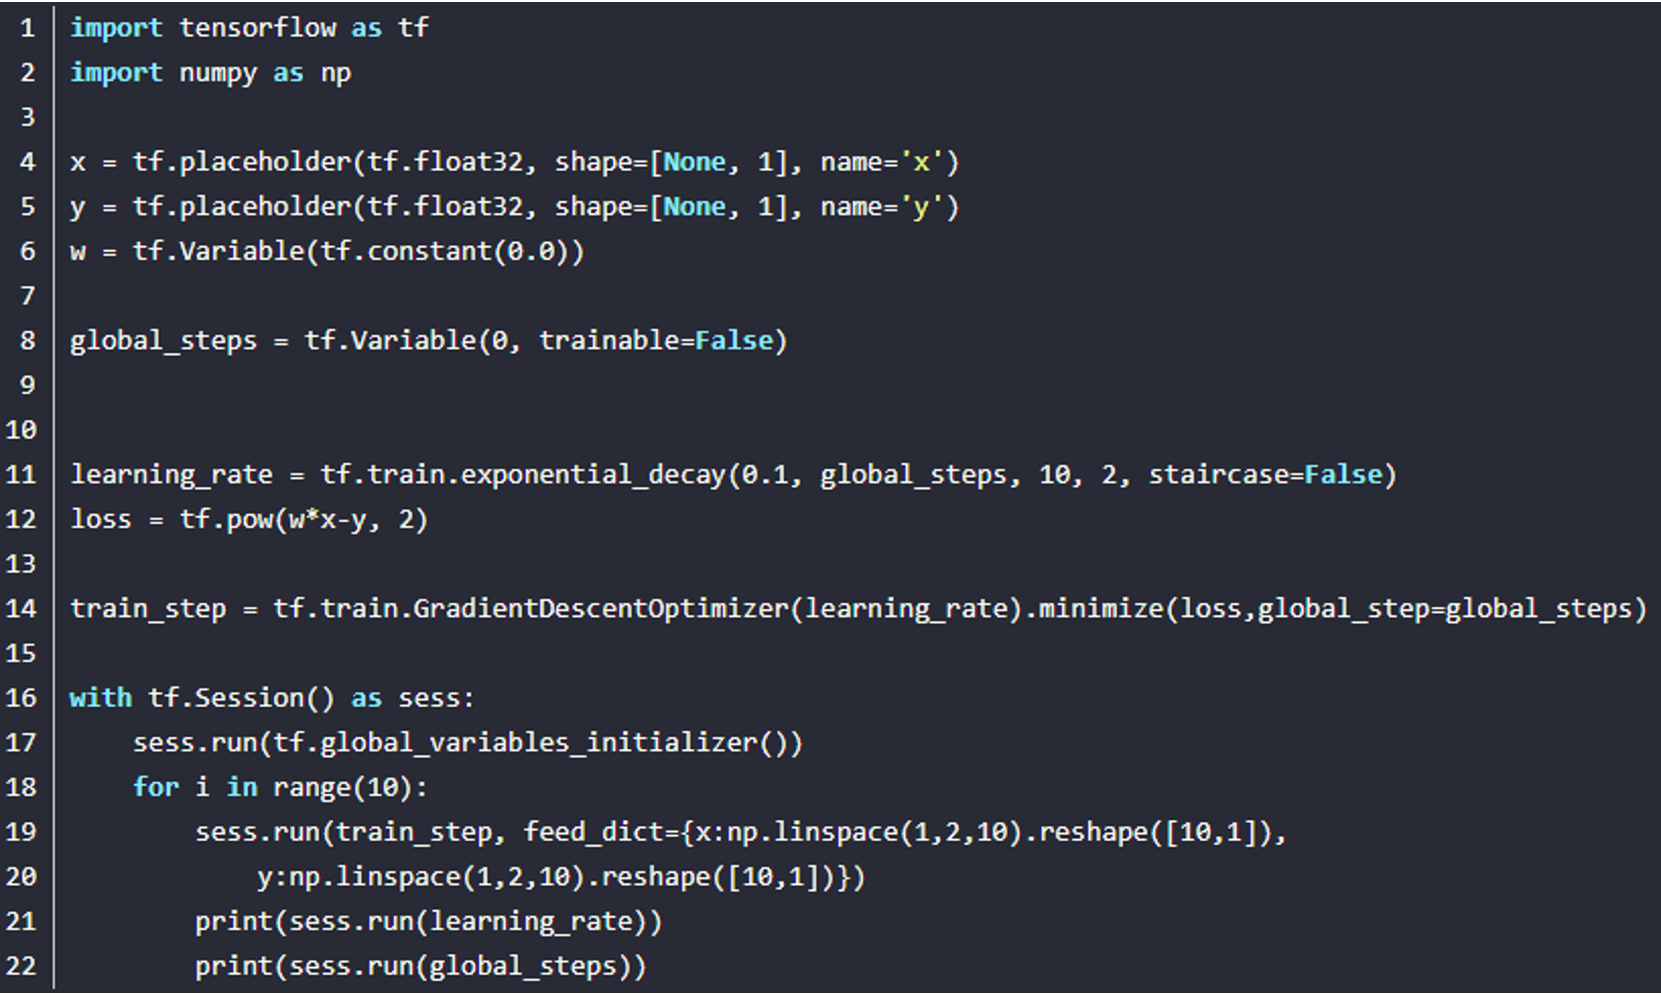 1 import tensorflow as tf
2 import numpy as np
3
4 x = tf.placeholder(tf.float32, shape=[None, 1], name='x')
5 y = tf.placeholder(tf.float32, shape=[None, 1], name='y')
6 w = tf.Variable(tf.constant(0.0))
7
8 global_steps = tf.Variable(0, trainable=False)
9
10
11 learning_rate = tf.train.exponential_decay(0.1, global_steps, 10, 2, staircase=False)
12 loss = tf.pow(w*x-y, 2)
13
14 train_step = tf.train.GradientDescentOptimizer(learning_rate).minimize(loss,global_step=global_steps)
15
16 with tf.Session() as sess:
17     sess.run(tf.global_variables_initializer())
18     for i in range(10):
19         sess.run(train_step, feed_dict={x:np.linspace(1,2,10).reshape([10,1]),
20             y:np.linspace(1,2,10).reshape([10,1])})
21         print(sess.run(learning_rate))
22         print(sess.run(global_steps))